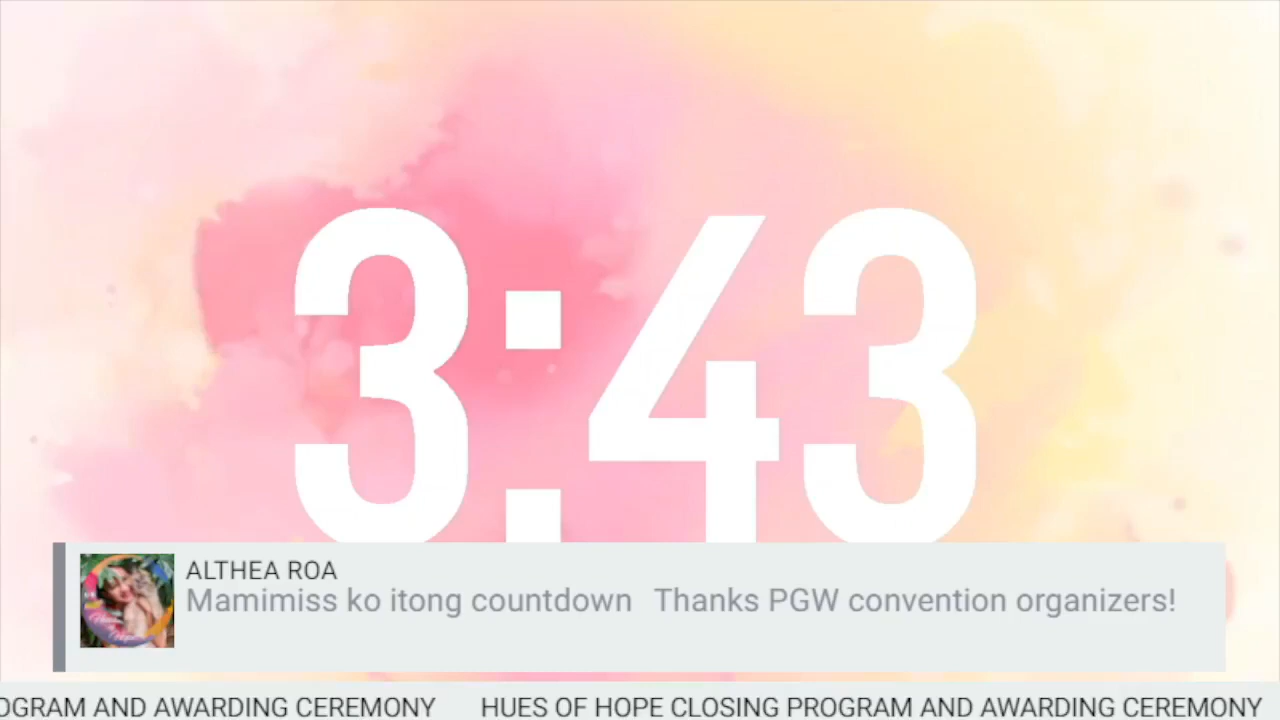 3:43
ALTHEA ROA
Mamimiss ko itong countdown Thanks PGW convention organizers!
OGRAM AND AWARDING CEREMONY HUES OF HOPE CLOSING PROGRAM AND AWARDING CEREMONY